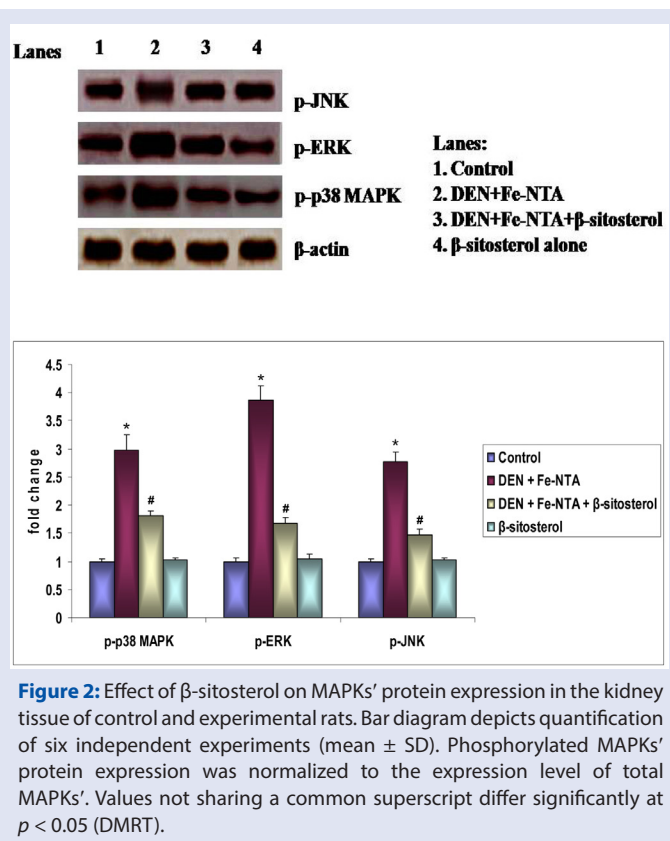 Lanes 1 2 3 4
p-JNK
p-ERK
p-p38 MAPK
β-actin
Lanes:
1. Control
2. DEN+Fe-NTA
3. DEN+Fe-NTA+β-sitosterol
4. β-sitosterol alone
4.5
4
3.5
3
2.5
2
1.5
1
0.5
0
fold change
* # * # * #
p-p38 MAPK p-ERK p-JNK
Control
DEN + Fe-NTA
DEN + Fe-NTA + β-sitosterol
β-sitosterol
Figure 2: Effect of β-sitosterol on MAPKs’ protein expression in the kidney
tissue of control and experimental rats. Bar diagram depicts quantification
of six independent experiments (mean ± SD). Phosphorylated MAPKs’
protein expression was normalized to the expression level of total
MAPKs’. Values not sharing a common superscript differ significantly at
p < 0.05 (DMRT).